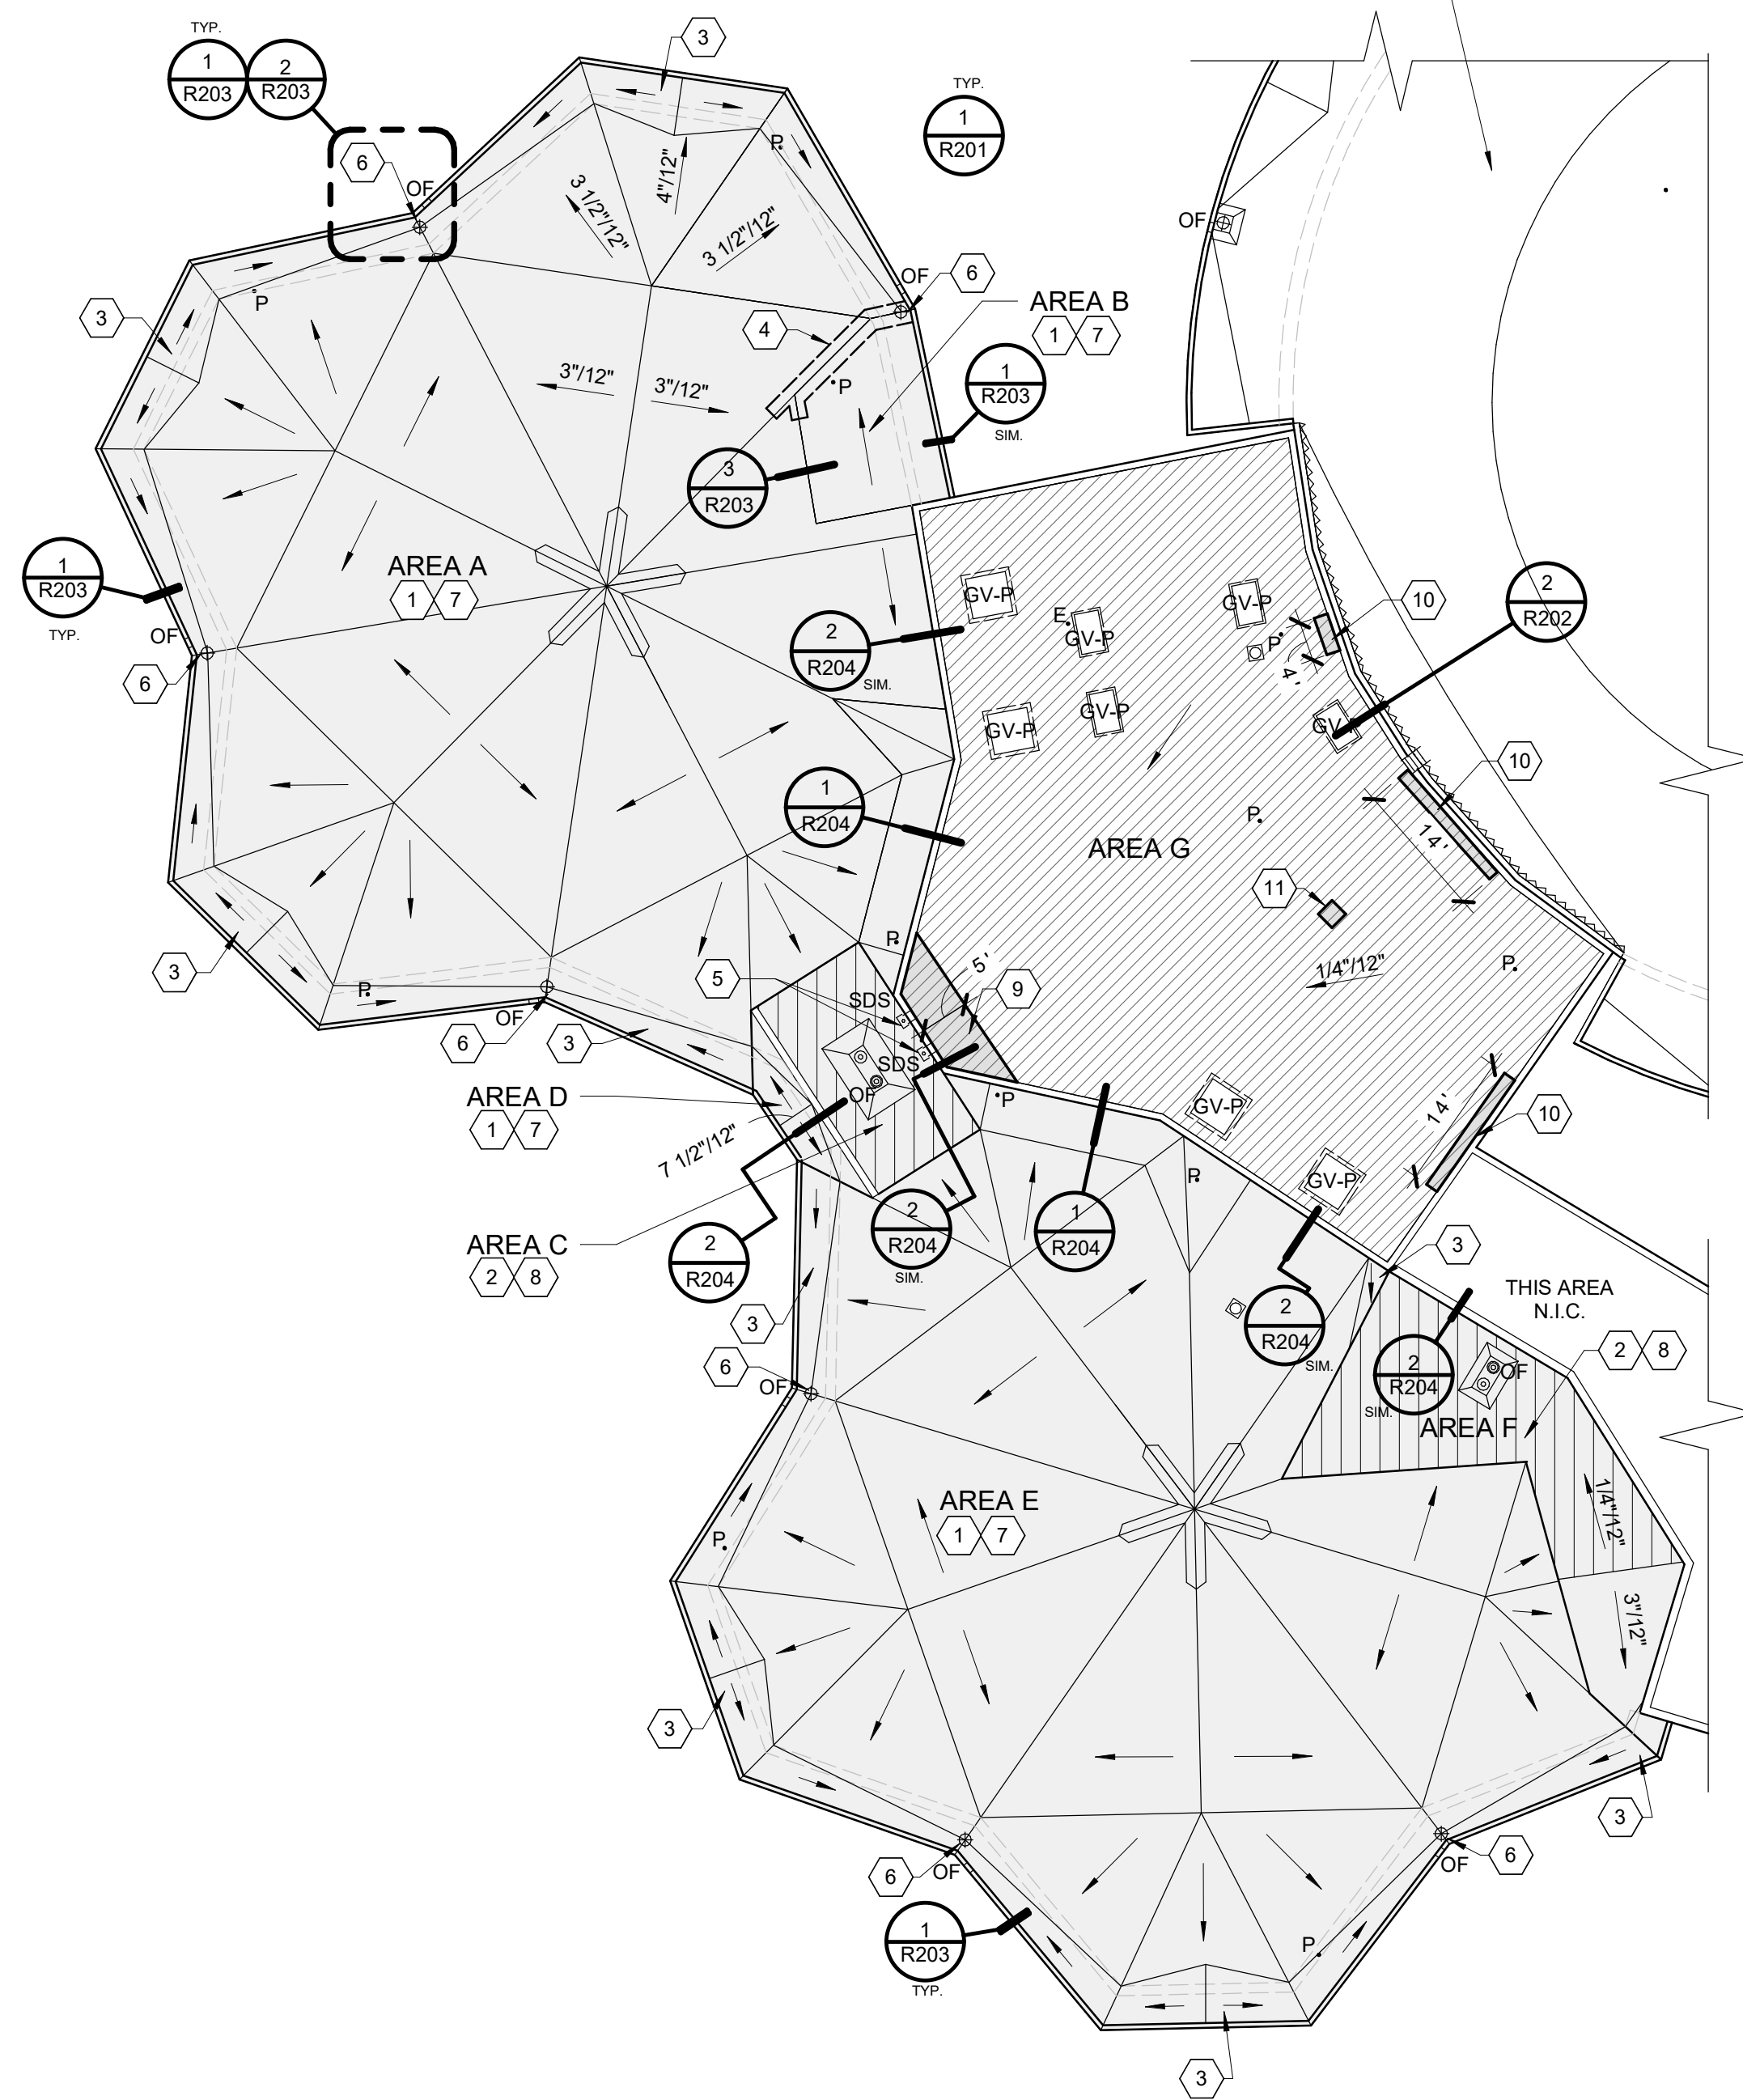 TYP.
1
R203
2
R203
3
TYP.
1
R201
6
OF
P
4"/12"
3 1/2"/12"
3 1/2"/12"
OF
OF
6
P
3
4
AREA B
1
7
3"/12"
3"/12"
P
1
R203
SIM.
3
R203
AREA A
1
7
1
R203
TYP.
OF
6
2
R204
SIM.
GV-P
E
GV-P
GV-P
P
4'
10
2
R202
GV-P
GV-P
10
1
R204
P
14'
AREA G
11
P
P
1/4"/12"
3
P
5
SDS
5'
9
OF
6
3
SDS
OF
AREA D
1
7
P
GV-P
14'
10
7 1/2"/12"
P
GV-P
AREA C
2
8
2
R204
2
R204
SIM.
1
R204
3
3
2
R204
SIM.
THIS AREA
N.I.C.
2
8
6
OF
2
R204
SIM.
OF
AREA F
AREA E
1
7
P
1/4"/12"
3"/12"
3
3
6
OF
OF
6
1
R203
TYP.
P
3